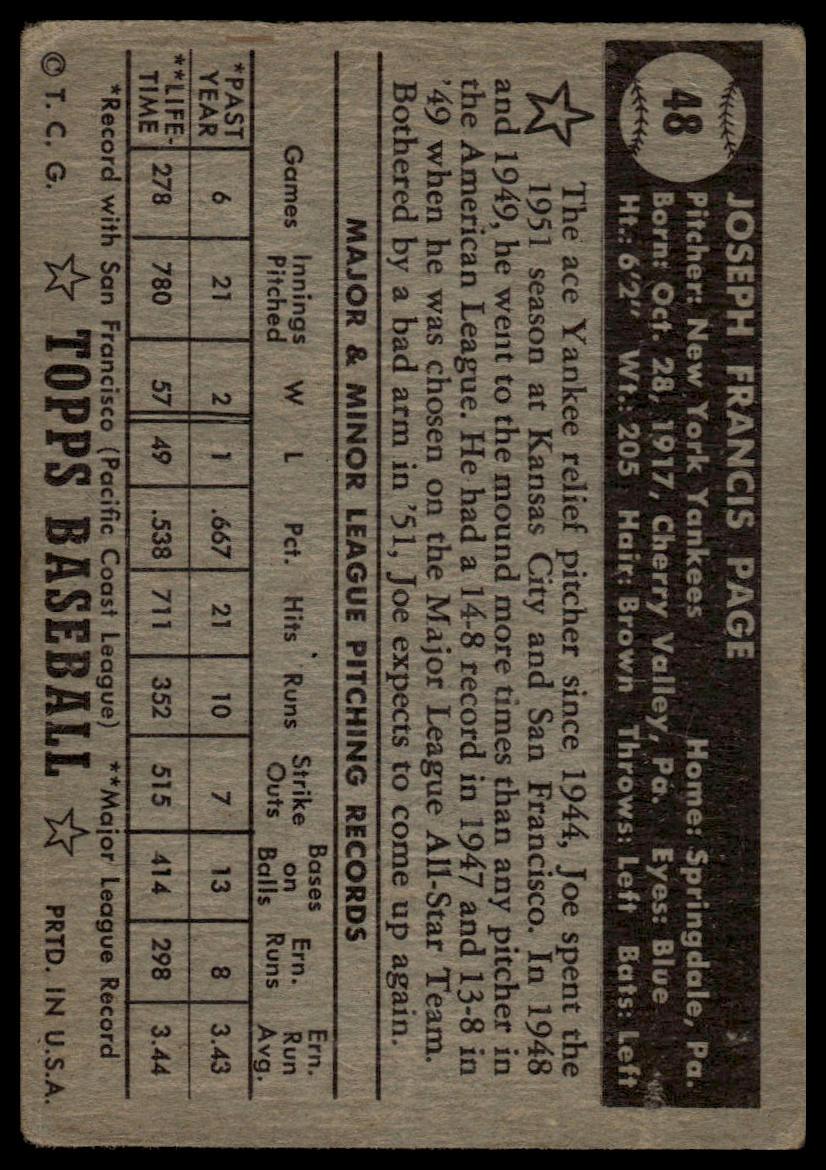 48
JOSEPH FRANCIS PAGE
Pitcher: New York Yankees Home: Springdale, Pa.
Born: Oct. 28, 1917, Cherry Valley, Pa. Eyes: Blue
Ht.: 6'2" Wt.: 205 Hair: Brown Throws: Left Bats: Left
The ace Yankee relief pitcher since 1944, Joe spent the
1951 season at Kansas City and San Francisco. In 1948
and 1949, he went to the mound more times than any pitcher in
the American League. He had a 14-8 record in 1947 and 13-8 in
'49 when he was chosen on the Major League All-Star Team.
Bothered by a bad arm in '51, Joe expects to come up again.
MAJOR & MINOR LEAGUE PITCHING RECORDS
Games Innings Pitched W L Pct. Hits Runs Strike Outs Bases on Balls Ern. Runs Ern. Run Avg.
*PAST YEAR 6 21 2 1 .667 21 10 7 13 8 3.43
**LIFE-TIME 278 780 57 49 .538 711 352 515 414 298 3.44
*Record with San Francisco (Pacific Coast League) **Major League Record
© T. C. G. TOPPS BASEBALL PRTD. IN U.S.A.